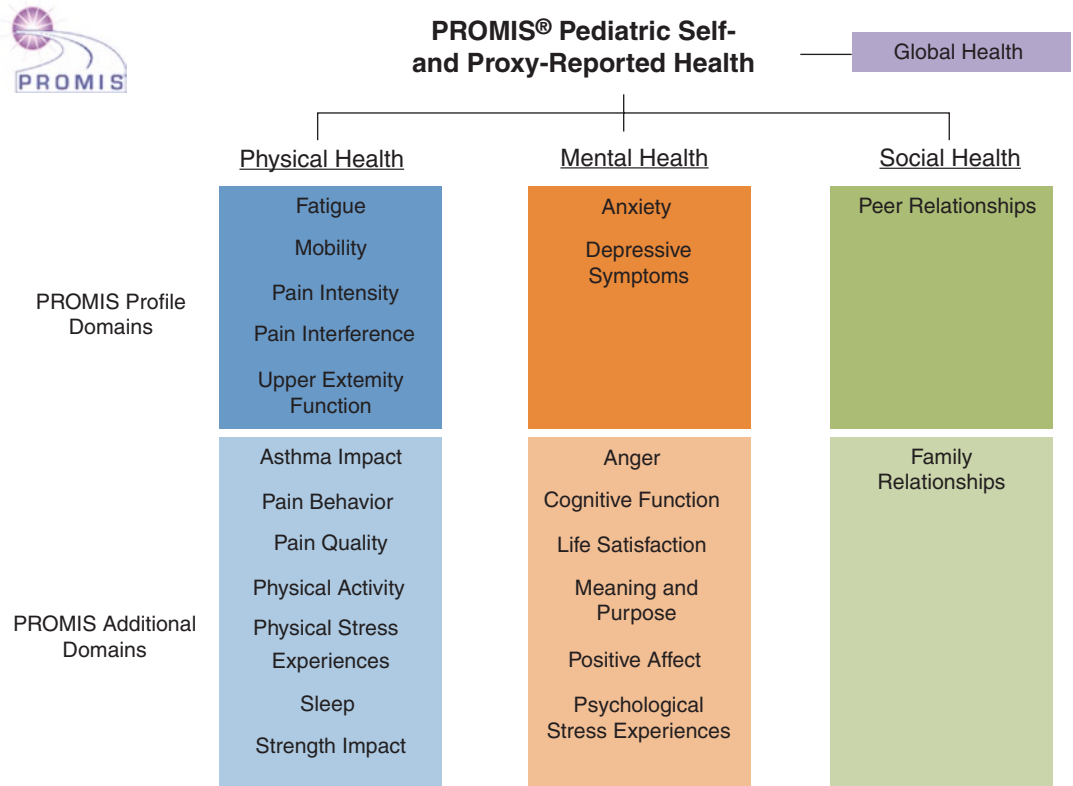 PROMIS
PROMIS® Pediatric Self-
and Proxy-Reported Health
Global Health
Physical Health
Mental Health
Social Health
PROMIS Profile
Domains
Fatigue
Mobility
Pain Intensity
Pain Interference
Upper Extemity
Function
Anxiety
Depressive
Symptoms
Peer Relationships
PROMIS Additional
Domains
Asthma Impact
Pain Behavior
Pain Quality
Physical Activity
Physical Stress
Experiences
Sleep
Strength Impact
Anger
Cognitive Function
Life Satisfaction
Meaning and
Purpose
Positive Affect
Psychological
Stress Experiences
Family
Relationships